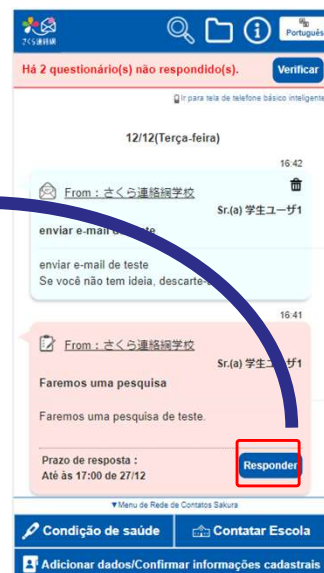 さくら連絡網
Português
Há 2 questionário(s) não respondido(s).
Verificar
Ir para tela de telefone básico inteligente
12/12(Terça-feira)
16:42
From : さくら連絡網学校
Sr.(a) 学生ユーザ1
enviar e-mail de teste
enviar e-mail de teste
Se você não tem ideia, descarte-
16:41
From : さくら連絡網学校
Sr.(a) 学生ユーザ1
Faremos uma pesquisa
Faremos uma pesquisa de teste.
Prazo de resposta :
Até às 17:00 de 27/12
Responder
▼Menu de Rede de Contatos Sakura
Condição de saúde
Contatar Escola
Adicionar dados/Confirmar informações cadastrais